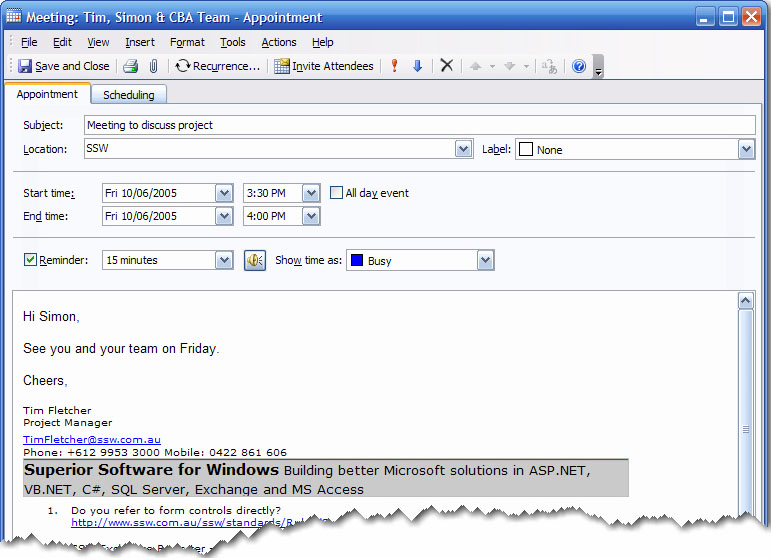 Meeting: Tim, Simon & CBA Team - Appointment
File Edit View Insert Format Tools Actions Help
Save and Close Recurrence... Invite Attendees
Appointment Scheduling
Subject: Meeting to discuss project
Location: SSW Label: None
Start time: Fri 10/06/2005 3:30 PM All day event
End time: Fri 10/06/2005 4:00 PM
Reminder: 15 minutes Show time as: Busy
Hi Simon,
See you and your team on Friday.
Cheers,
Tim Fletcher
Project Manager
TimFletcher@ssw.com.au
Phone: +612 9953 3000 Mobile: 0422 861 606
Superior Software for Windows Building better Microsoft solutions in ASP.NET,
VB.NET, C#, SQL Server, Exchange and MS Access
1. Do you refer to form controls directly?
http://www.ssw.com.au/ssw/standards/